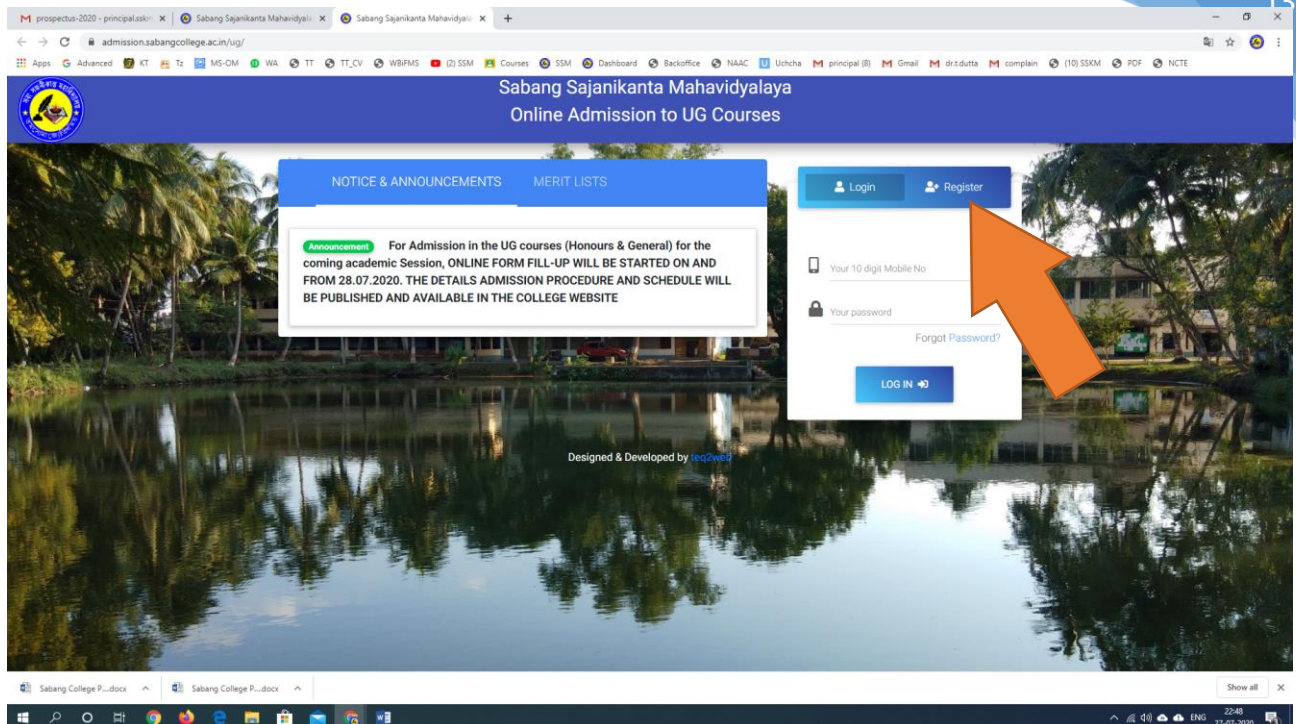 13
prospectus-2020 - principal.sskm
Sabang Sajanikanta Mahavidyala
Sabang Sajanikanta Mahavidyala
admission.sabangcollege.ac.in/ug/
Apps Advanced KT Tz MS-OM WA TT TT_CV WBiFMS (2) SSM Courses SSM Dashboard Backoffice NAAC Uchcha principal (8) Gmail dr.t.dutta complain (10) SSKM PDF NCTE
Sabang Sajanikanta Mahavidyalaya
Online Admission to UG Courses
NOTICE & ANNOUNCEMENTS MERIT LISTS
Announcement For Admission in the UG courses (Honours & General) for the
coming academic Session, ONLINE FORM FILL-UP WILL BE STARTED ON AND
FROM 28.07.2020. THE DETAILS ADMISSION PROCEDURE AND SCHEDULE WILL
BE PUBLISHED AND AVAILABLE IN THE COLLEGE WEBSITE
Login Register
Your 10 digit Mobile No
Your password
Forgot Password?
LOG IN
Designed & Developed by teq2web
Sabang College P....docx
Sabang College P....docx
Show all
ENG
22:48
27-07-2020